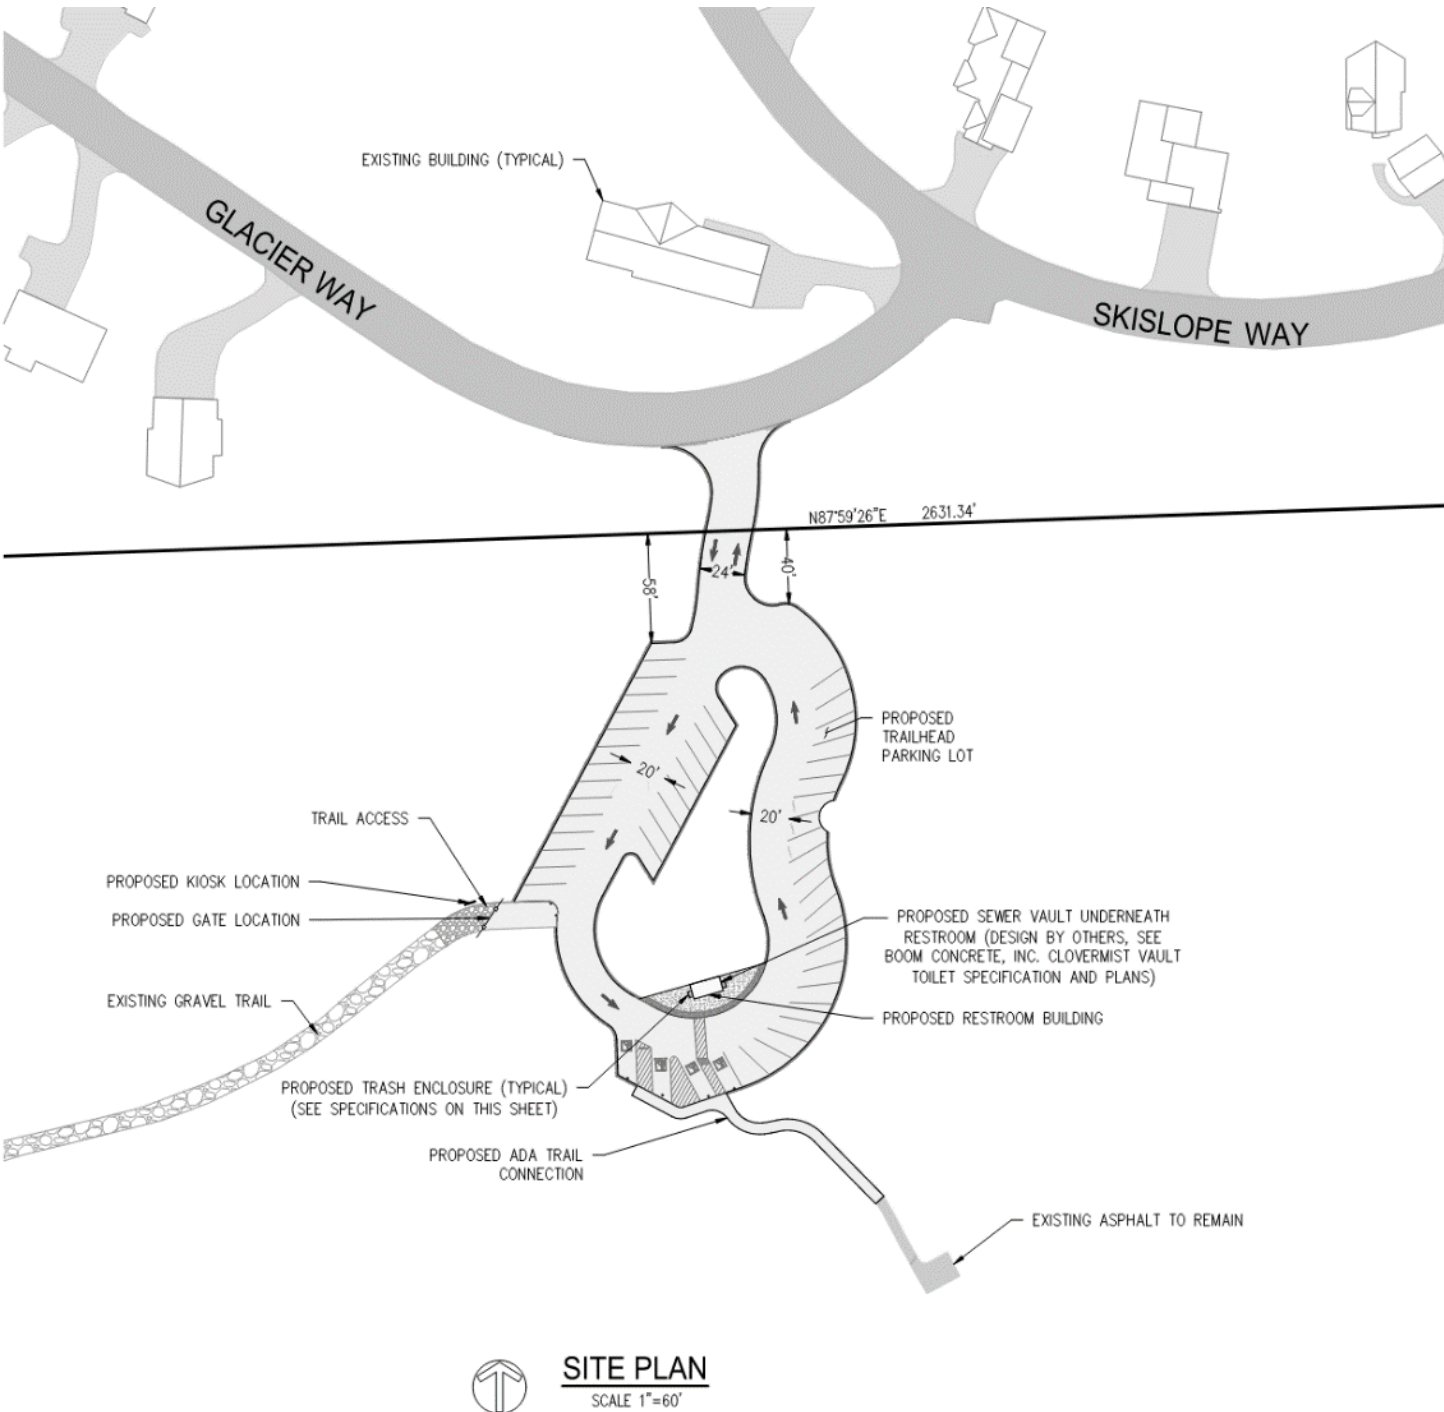 EXISTING BUILDING (TYPICAL)
GLACIER WAY
SKISLOPE WAY
N87°59'26"E 2631.34'
24'
40'
58'
PROPOSED
TRAILHEAD
PARKING LOT
20'
20'
TRAIL ACCESS
PROPOSED KIOSK LOCATION
PROPOSED GATE LOCATION
PROPOSED SEWER VAULT UNDERNEATH
RESTROOM (DESIGN BY OTHERS, SEE
BOOM CONCRETE, INC. CLOVERMIST VAULT
TOILET SPECIFICATION AND PLANS)
EXISTING GRAVEL TRAIL
PROPOSED RESTROOM BUILDING
PROPOSED TRASH ENCLOSURE (TYPICAL)
(SEE SPECIFICATIONS ON THIS SHEET)
PROPOSED ADA TRAIL
CONNECTION
EXISTING ASPHALT TO REMAIN
SITE PLAN
SCALE 1"=60'